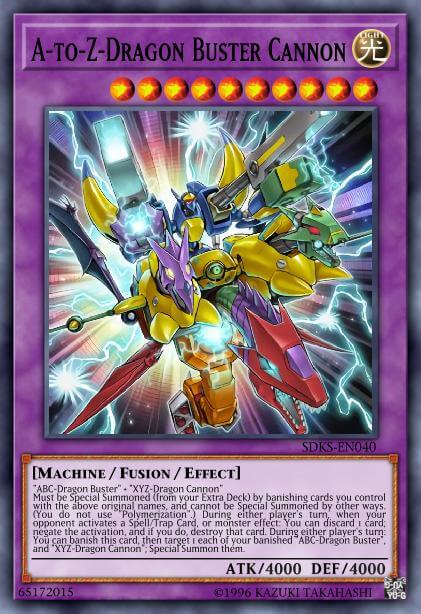 A-to-Z-Dragon Buster Cannon
LIGHT
光
SDKS-EN040
[Machine / Fusion / Effect]
"ABC-Dragon Buster" + "XYZ-Dragon Cannon"
Must be Special Summoned (from your Extra Deck) by banishing cards you control
with the above original names, and cannot be Special Summoned by other ways.
(You do not use "Polymerization".) During either player's turn, when your
opponent activates a Spell/Trap Card, or monster effect: You can discard 1 card;
negate the activation, and if you do, destroy that card. During either player's turn:
You can banish this card, then target 1 each of your banished "ABC-Dragon Buster",
and "XYZ-Dragon Cannon"; Special Summon them.
ATK/4000 DEF/4000
65172015
©1996 KAZUKI TAKAHASHI